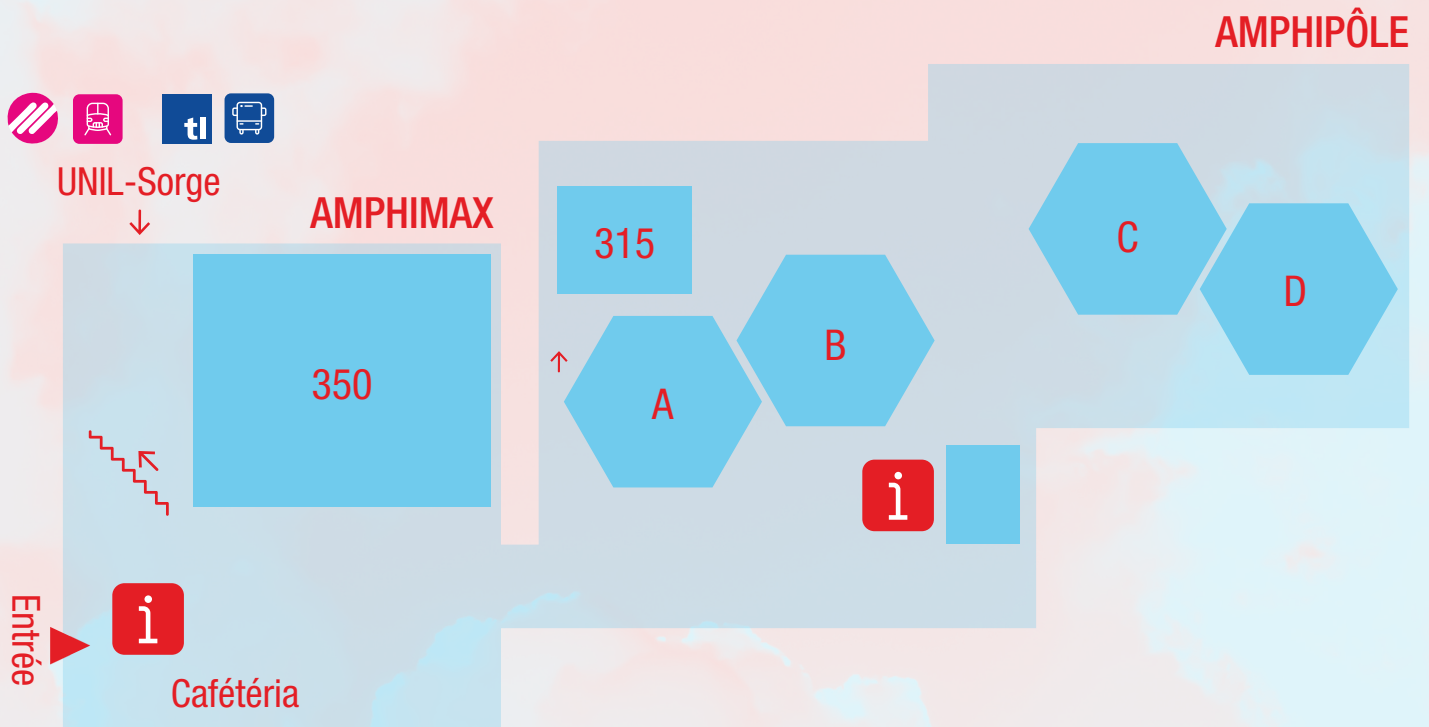 AMPHIPÔLE
tl
UNIL-Sorge
↓
AMPHIMAX
315
C
D
B
↑
A
350
i
Entrée
i
Cafétéria